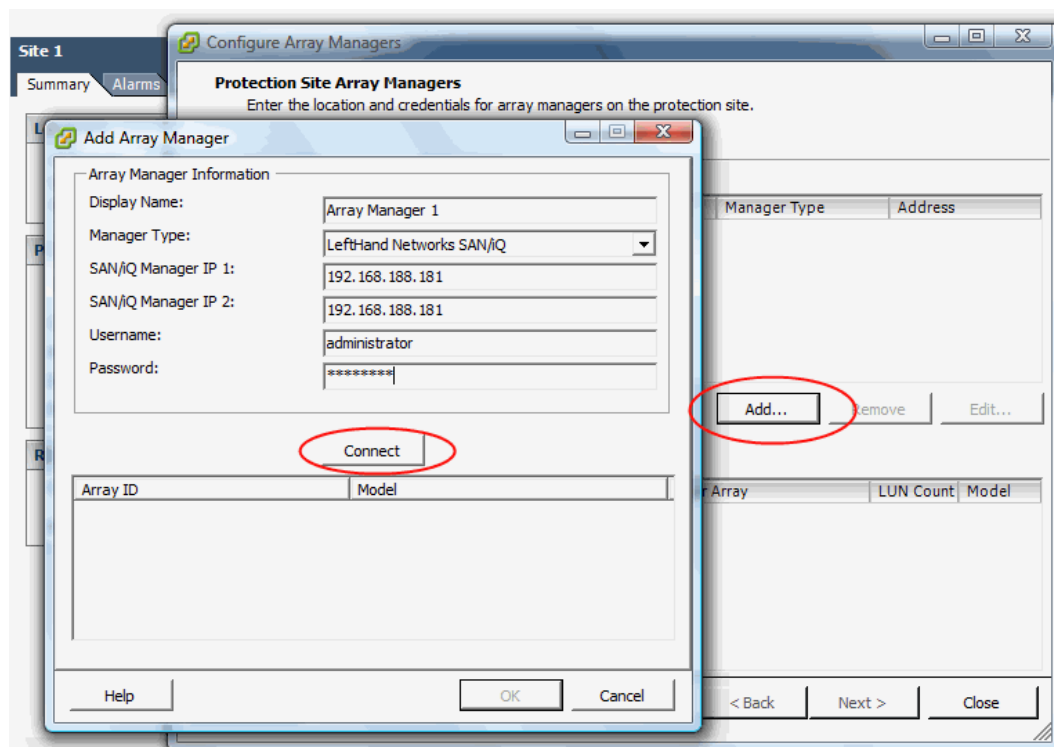 Site 1
Summary
Alarms
Configure Array Managers
Protection Site Array Managers
Enter the location and credentials for array managers on the protection site.
L
P
R
Add Array Manager
Array Manager Information
Display Name:
Array Manager 1
Manager Type:
LeftHand Networks SAN/iQ
SAN/iQ Manager IP 1:
192.168.188.181
SAN/iQ Manager IP 2:
192.168.188.181
Username:
administrator
Password:
********
Connect
Array ID
Model
Help
OK
Cancel
Manager Type
Address
Add...
Remove
Edit...
r Array
LUN Count
Model
< Back
Next >
Close